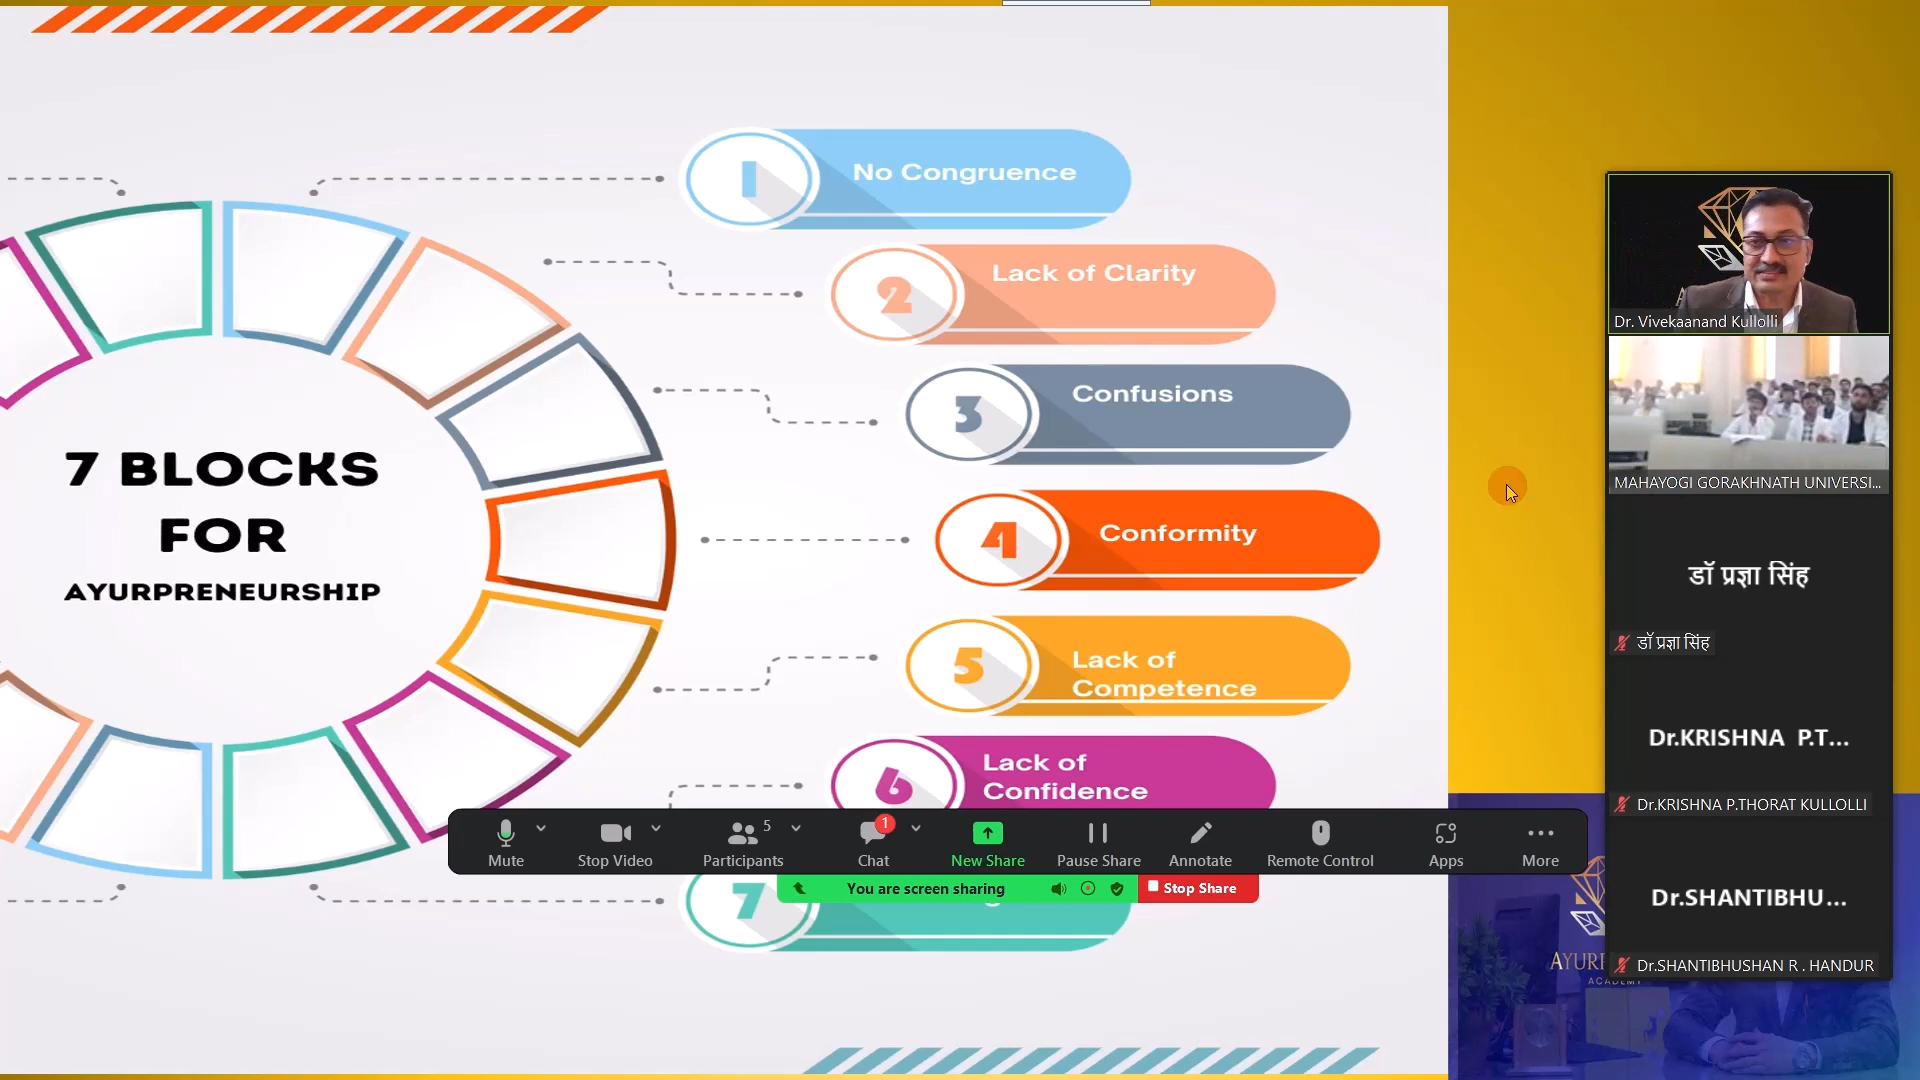 1
No Congruence
2
Lack of Clarity
3
Confusions
4
Conformity
5
Lack of
Competence
6
Lack of
Confidence
7
7 BLOCKS
FOR
AYURPRENEURSHIP
Dr. Vivekaanand Kullolli
MAHAYOGI GORAKHNATH UNIVERSI...
डॉ प्रज्ञा सिंह
डॉ प्रज्ञा सिंह
Dr.KRISHNA P.T...
Dr.KRISHNA P.THORAT KULLOLLI
Dr.SHANTIBHU...
Dr.SHANTIBHUSHAN R . HANDUR
5
1
Mute
Stop Video
Participants
Chat
New Share
Pause Share
Annotate
Remote Control
Apps
More
You are screen sharing
Stop Share
ACADEMY